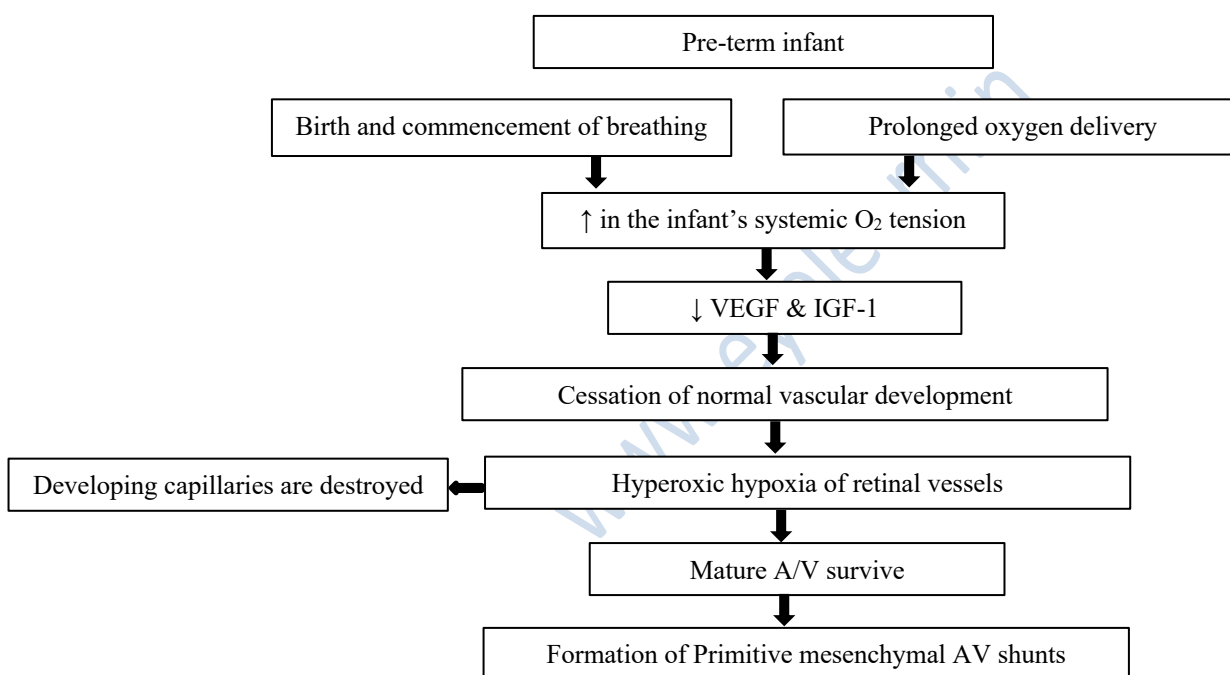 Pre-term infant
Birth and commencement of breathing
Prolonged oxygen delivery
↑ in the infant’s systemic O₂ tension
↓ VEGF & IGF-1
Cessation of normal vascular development
Developing capillaries are destroyed
Hyperoxic hypoxia of retinal vessels
Mature A/V survive
Formation of Primitive mesenchymal AV shunts